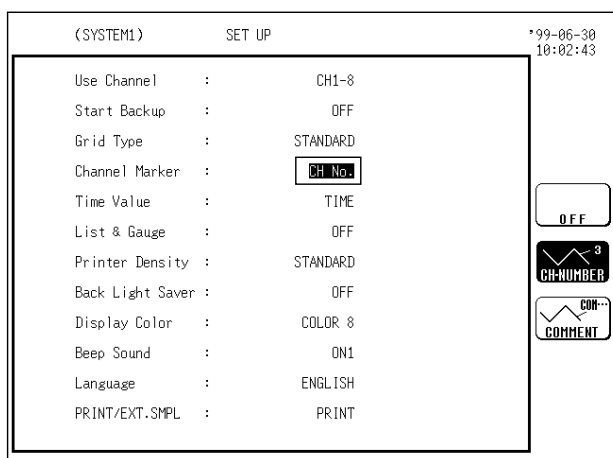 (SYSTEM1) SET UP '99-06-30
10:02:43
Use Channel : CH1-8
Start Backup : OFF
Grid Type : STANDARD
Channel Marker : CH No.
Time Value : TIME
List & Gauge : OFF
Printer Density : STANDARD
Back Light Saver : OFF
Display Color : COLOR 8
Beep Sound : ON1
Language : ENGLISH
PRINT/EXT.SMPL : PRINT
OFF
3
CH-NUMBER
COM…
COMMENT